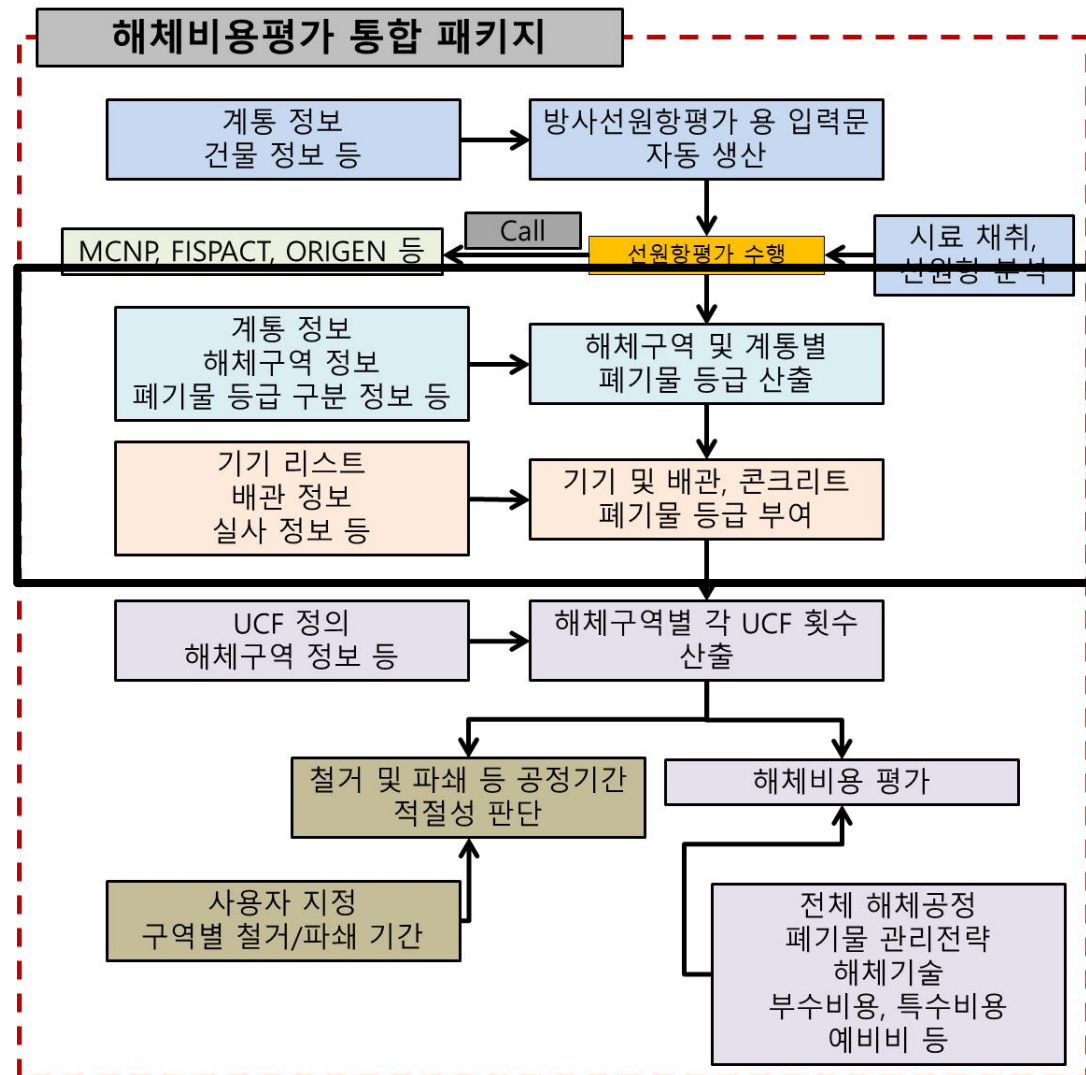 해체비용평가 통합 패키지
계통 정보
건물 정보 등
방사선원항평가 용 입력문
자동 생산
Call
MCNP, FISPACT, ORIGEN 등
선원항평가 수행
시료 채취,
선원항 분석
계통 정보
해체구역 정보
폐기물 등급 구분 정보 등
해체구역 및 계통별
폐기물 등급 산출
기기 리스트
배관 정보
실사 정보 등
기기 및 배관, 콘크리트
폐기물 등급 부여
UCF 정의
해체구역 정보 등
해체구역별 각 UCF 횟수
산출
철거 및 파쇄 등 공정기간
적절성 판단
해체비용 평가
사용자 지정
구역별 철거/파쇄 기간
전체 해체공정
폐기물 관리전략
해체기술
부수비용, 특수비용
예비비 등